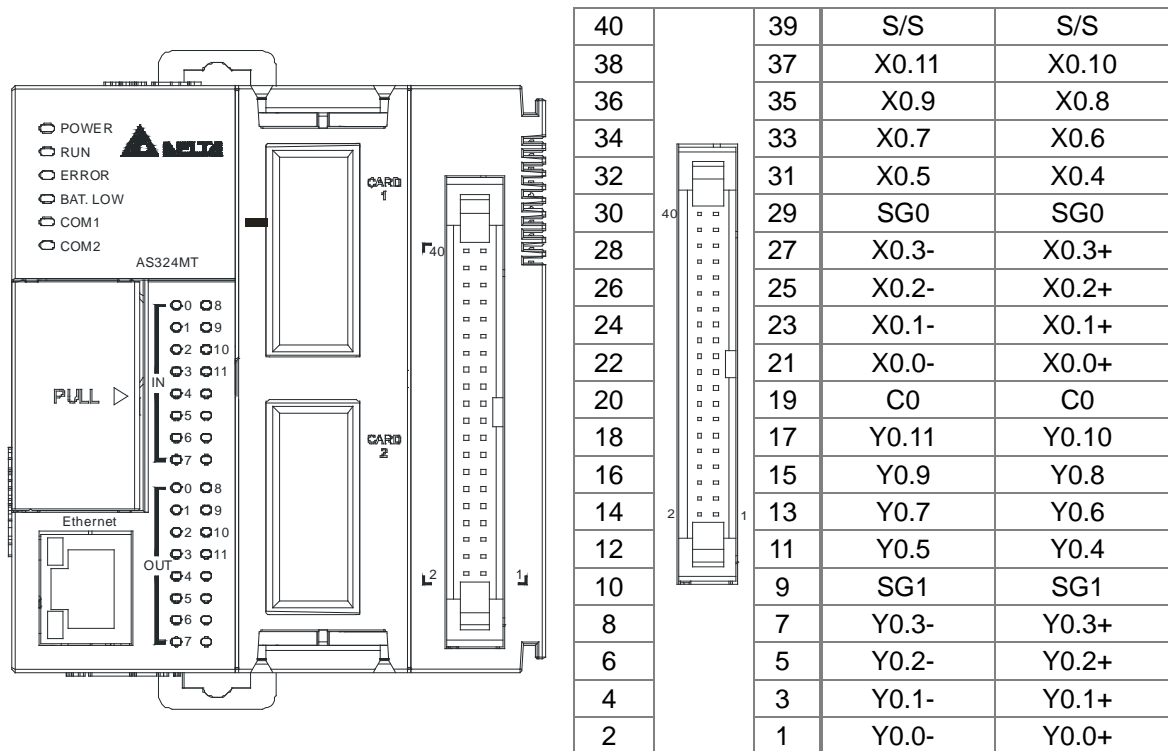 POWER
RUN
ERROR
BAT. LOW
COM1
COM2
DELTA
AS324MT
CARD
1
CARD
2
PULL
IN
0 8
1 9
2 10
3 11
4
5
6
7
OUT
0 8
1 9
2 10
3 11
4
5
6
7
Ethernet
40
2 1
40 39 S/S S/S
38 37 X0.11 X0.10
36 35 X0.9 X0.8
34 33 X0.7 X0.6
32 31 X0.5 X0.4
30 29 SG0 SG0
28 27 X0.3- X0.3+
26 25 X0.2- X0.2+
24 23 X0.1- X0.1+
22 21 X0.0- X0.0+
20 19 C0 C0
18 17 Y0.11 Y0.10
16 15 Y0.9 Y0.8
14 13 Y0.7 Y0.6
12 11 Y0.5 Y0.4
10 9 SG1 SG1
8 7 Y0.3- Y0.3+
6 5 Y0.2- Y0.2+
4 3 Y0.1- Y0.1+
2 1 Y0.0- Y0.0+
40
2 1